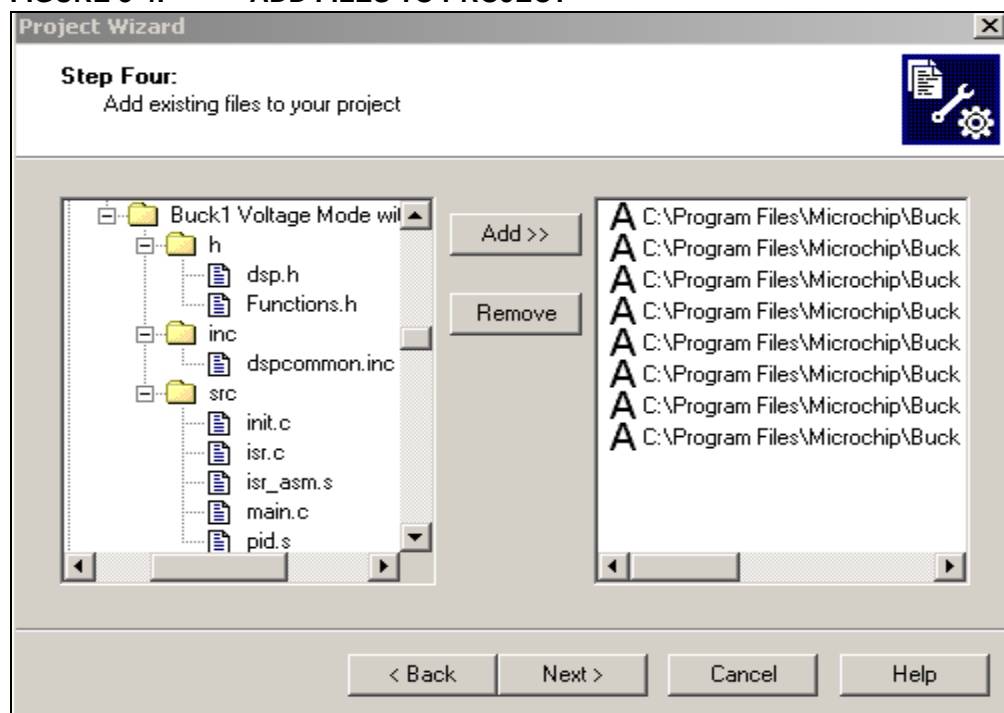 Project Wizard
Step Four:
Add existing files to your project
Buck1 Voltage Mode wit
h
dsp.h
Functions.h
inc
dspcommon.inc
src
init.c
isr.c
isr_asm.s
main.c
pid.s
Add >>
Remove
A C:\Program Files\Microchip\Buck
A C:\Program Files\Microchip\Buck
A C:\Program Files\Microchip\Buck
A C:\Program Files\Microchip\Buck
A C:\Program Files\Microchip\Buck
A C:\Program Files\Microchip\Buck
A C:\Program Files\Microchip\Buck
A C:\Program Files\Microchip\Buck
< Back
Next >
Cancel
Help